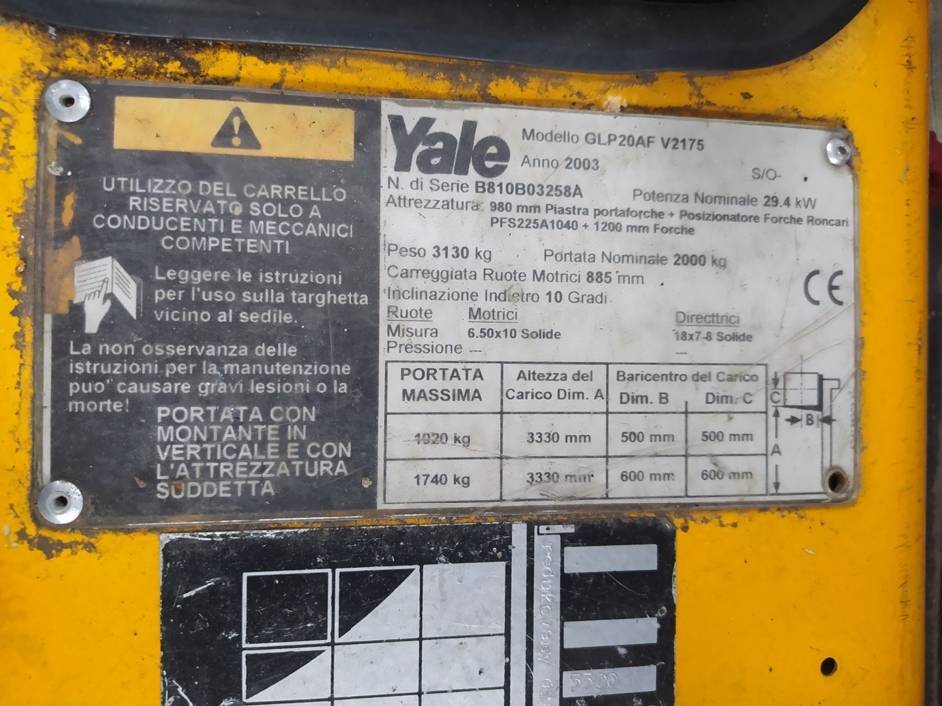 UTILIZZO DEL CARRELLO
RISERVATO SOLO A
CONDUCENTI E MECCANICI
COMPETENTI
Leggere le istruzioni
per l'uso sulla targhetta
vicino al sedile.
La non osservanza delle
istruzioni per la manutenzione
puo' causare gravi lesioni o la
morte!
PORTATA CON
MONTANTE IN
VERTICALE E CON
L'ATTREZZATURA
SUDDETTA
Yale
Modello GLP20AF V2175
Anno 2003 S/O-
N. di Serie B810B03258A Potenza Nominale 29.4 kW
Attrezzatura: 980 mm Piastra portaforche + Posizionatore Forche Roncari
PFS225A1040 + 1200 mm Forche
Peso 3130 kg Portata Nominale 2000 kg
Carreggiata Ruote Motrici 885 mm
Inclinazione Indietro 10 Gradi
CE
Ruote Motrici Directtrici
Misura 6.50x10 Solide 18x7-8 Solide
Pressione --- ---
PORTATA MASSIMA Altezza del Carico Dim. A Baricentro del Carico
Dim. B Dim. C
1920 kg 3330 mm 500 mm 500 mm
1740 kg 3330 mm 600 mm 600 mm
C
B
A